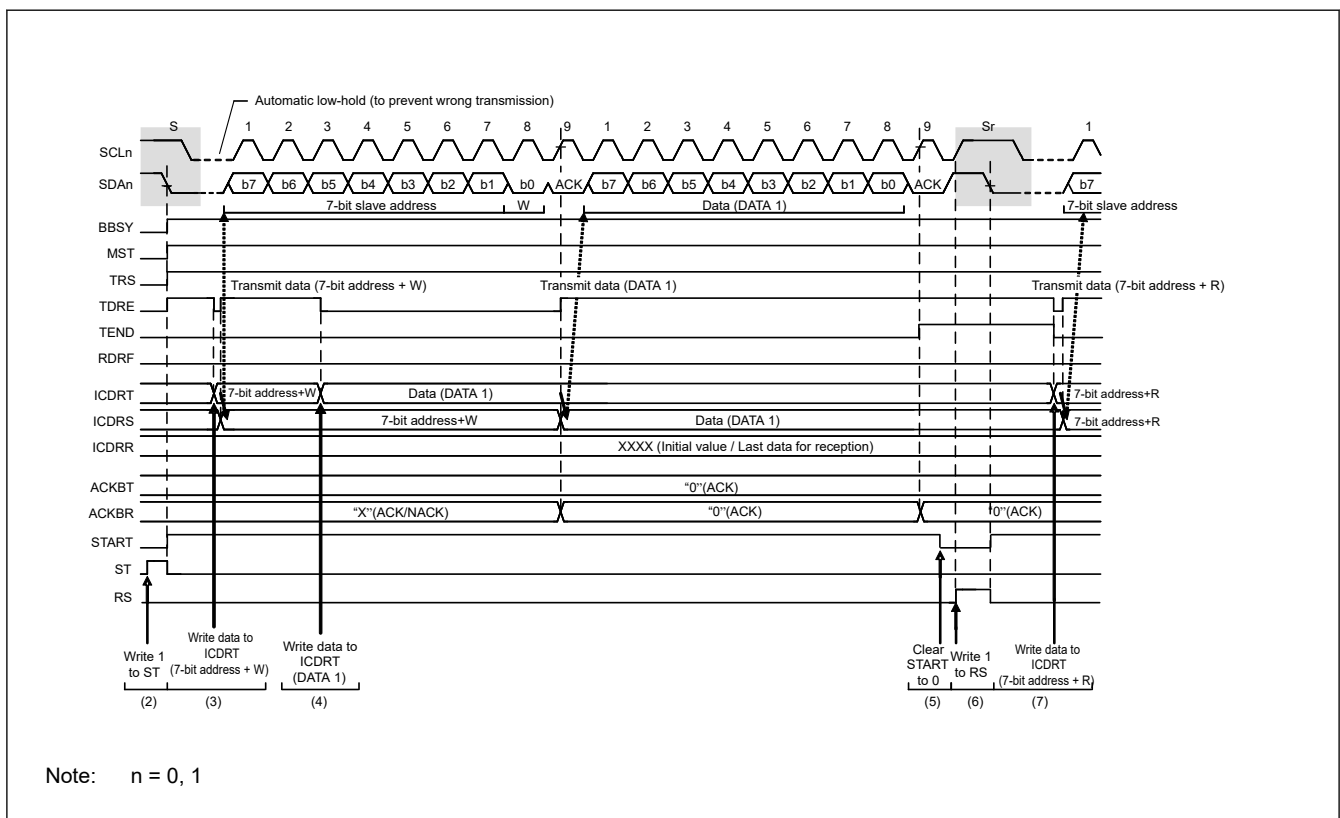 Automatic low-hold (to prevent wrong transmission)
S 1 2 3 4 5 6 7 8 9 1 2 3 4 5 6 7 8 9 Sr 1
SCLn
SDAn b7 b6 b5 b4 b3 b2 b1 b0 ACK b7 b6 b5 b4 b3 b2 b1 b0 ACK b7
7-bit slave address W Data (DATA 1) 7-bit slave address
BBSY
MST
TRS
Transmit data (7-bit address + W) Transmit data (DATA 1) Transmit data (7-bit address + R)
TDRE
TEND
RDRF
ICDRT 7-bit address+W Data (DATA 1) 7-bit address+R
ICDRS 7-bit address+W Data (DATA 1) 7-bit address+R
ICDRR XXXX (Initial value / Last data for reception)
ACKBT "0"(ACK)
ACKBR "X"(ACK/NACK) "0"(ACK) "0"(ACK)
START
ST
RS
Write 1
to ST
Write data to
ICDRT
(7-bit address + W)
Write data to
ICDRT
(DATA 1)
Clear
START
to 0
Write 1
to RS
Write data to
ICDRT
(7-bit address + R)
(2) (3) (4) (5) (6) (7)
Note: n = 0, 1